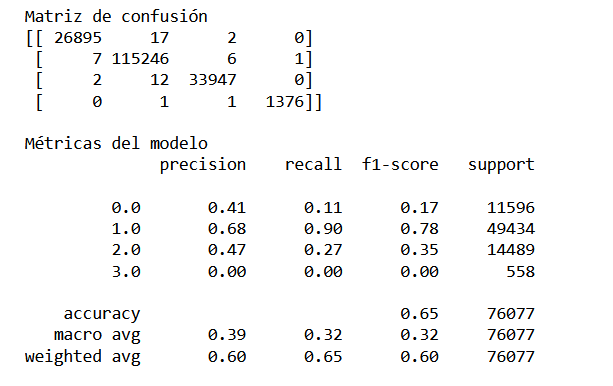 Matriz de confusión
[[ 26895 17 2 0]
[ 7 115246 6 1]
[ 2 12 33947 0]
[ 0 1 1 1376]]
Métricas del modelo
precision recall f1-score support
0.0 0.41 0.11 0.17 11596
1.0 0.68 0.90 0.78 49434
2.0 0.47 0.27 0.35 14489
3.0 0.00 0.00 0.00 558
accuracy 0.65 76077
macro avg 0.39 0.32 0.32 76077
weighted avg 0.60 0.65 0.60 76077